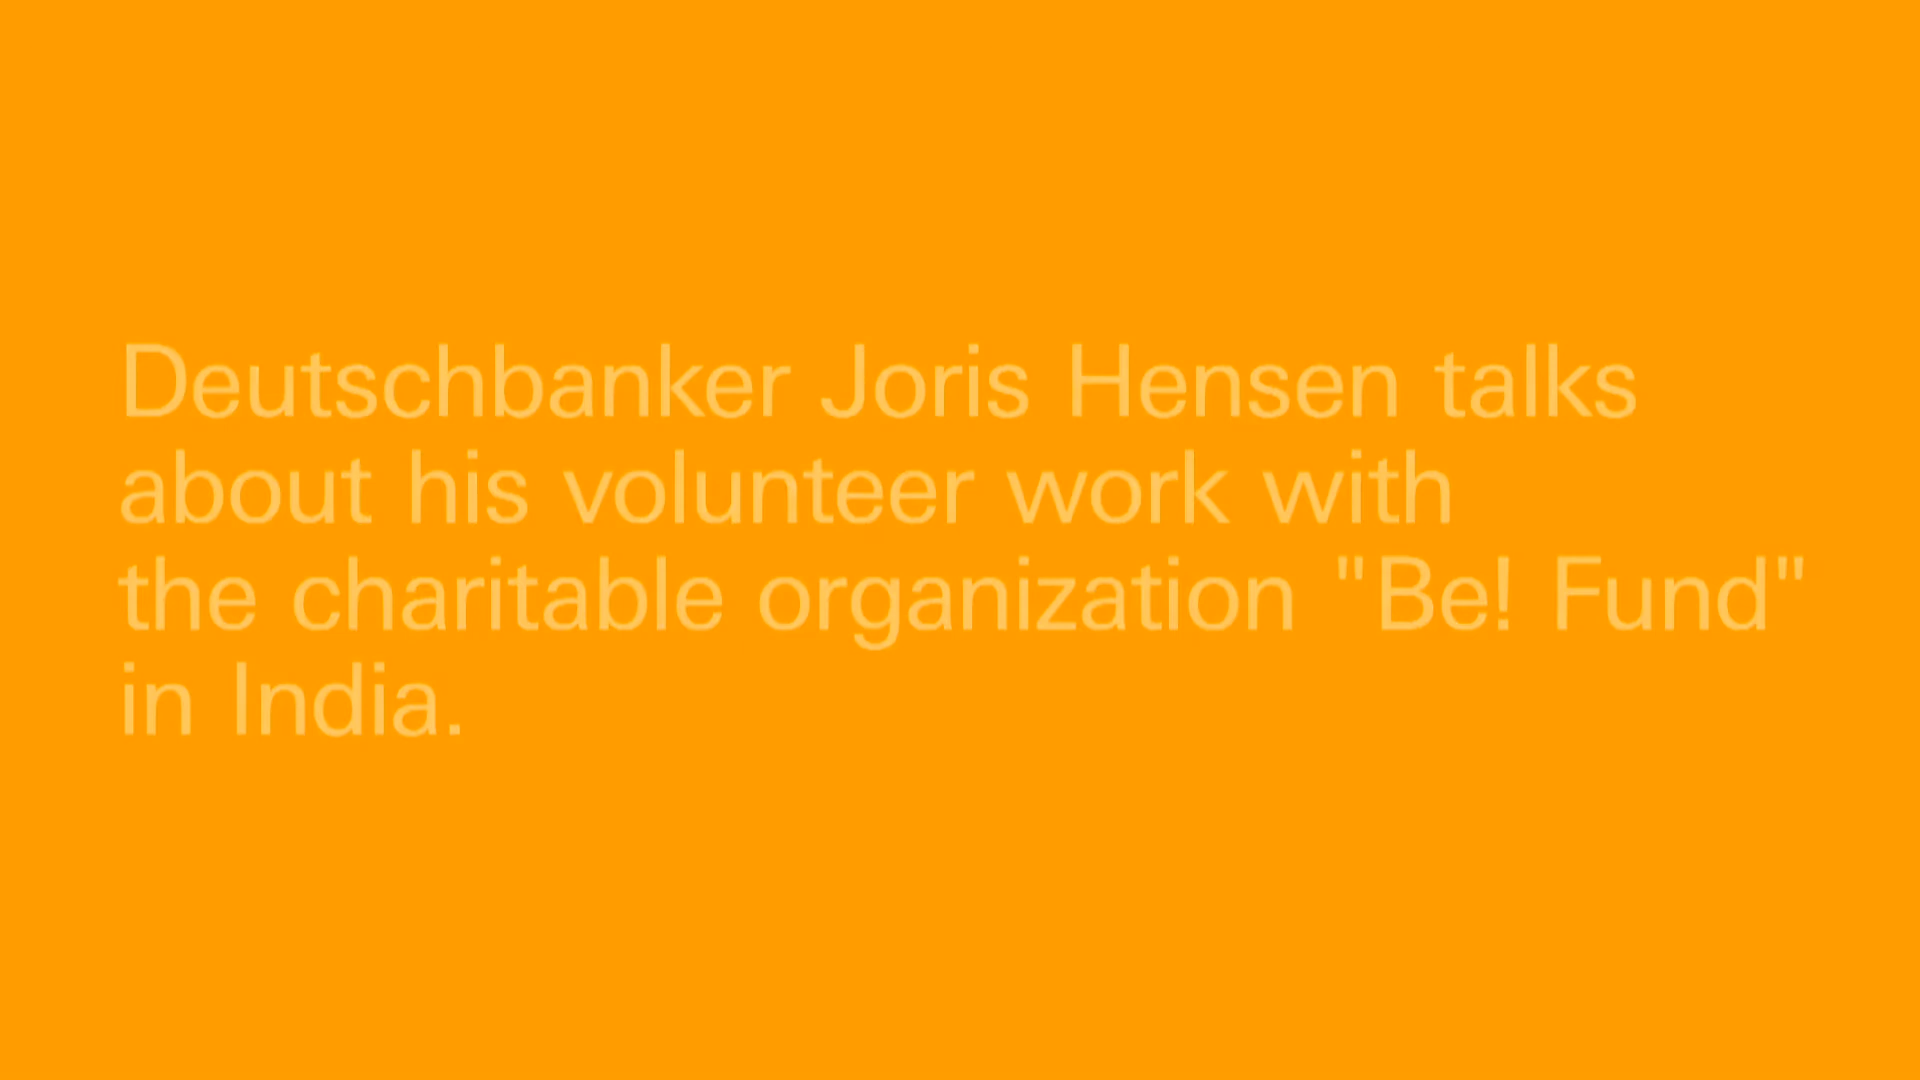 Deutschbanker Joris Hensen talks
about his volunteer work with
the charitable organization "Be! Fund"
in India.